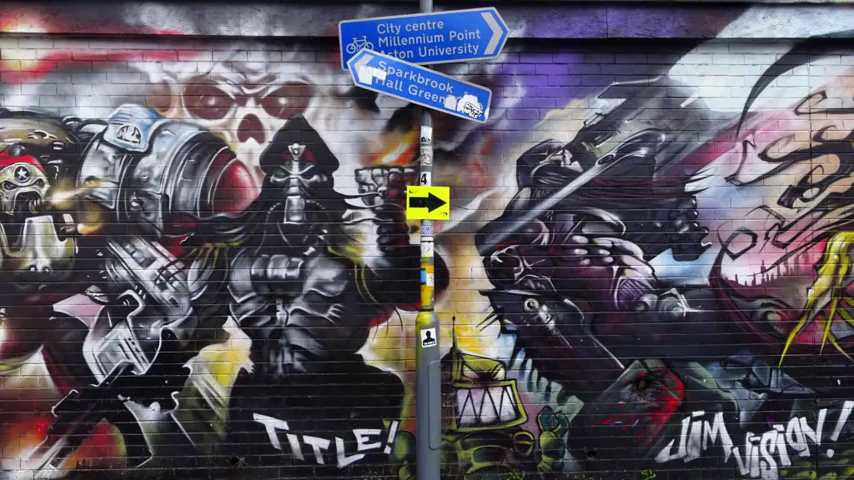 City centre
Millennium Point
Aston University
Sparkbrook
Hall Green
4
TITLE!
JIM VISION!